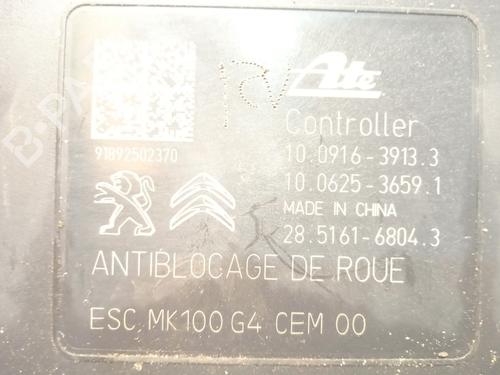 Ate
Controller
91892502370
10.0916-3913.3
10.0625-3659.1
MADE IN CHINA
28.5161-6804.3
ANTIBLOCAGE DE ROUE
ESC MK100 G4 CEM 00